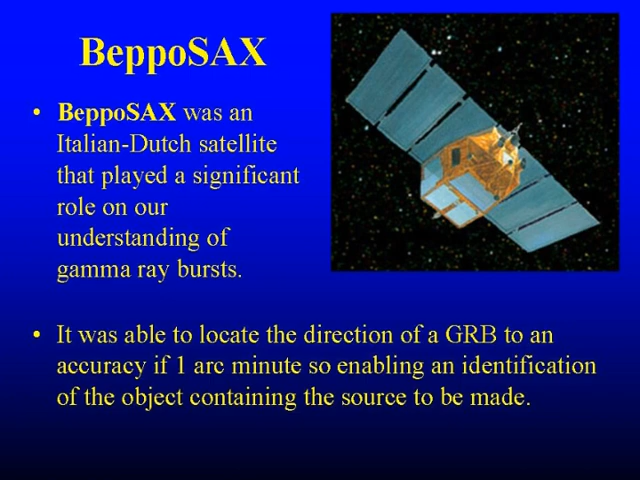 BeppoSAX
• BeppoSAX was an
Italian-Dutch satellite
that played a significant
role on our
understanding of
gamma ray bursts.
• It was able to locate the direction of a GRB to an
accuracy if 1 arc minute so enabling an identification
of the object containing the source to be made.